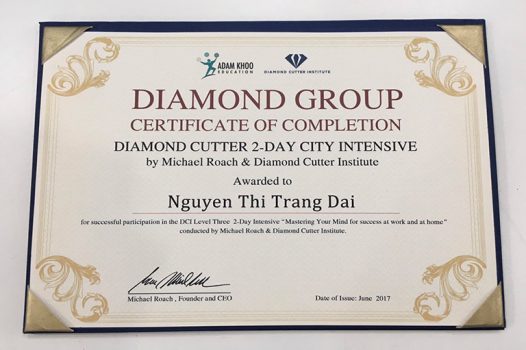 ADAM KHOO
EDUCATION
DIAMOND CUTTER INSTITUTE
DIAMOND GROUP
CERTIFICATE OF COMPLETION
DIAMOND CUTTER 2-DAY CITY INTENSIVE
by Michael Roach & Diamond Cutter Institute
Awarded to
Nguyen Thi Trang Dai
for successful participation in the DCI Level Three 2-Day Intensive "Mastering Your Mind for success at work and at home"
conducted by Michael Roach & Diamond Cutter Institute.
Michael Roach , Founder and CEO
Date of Issue: June 2017